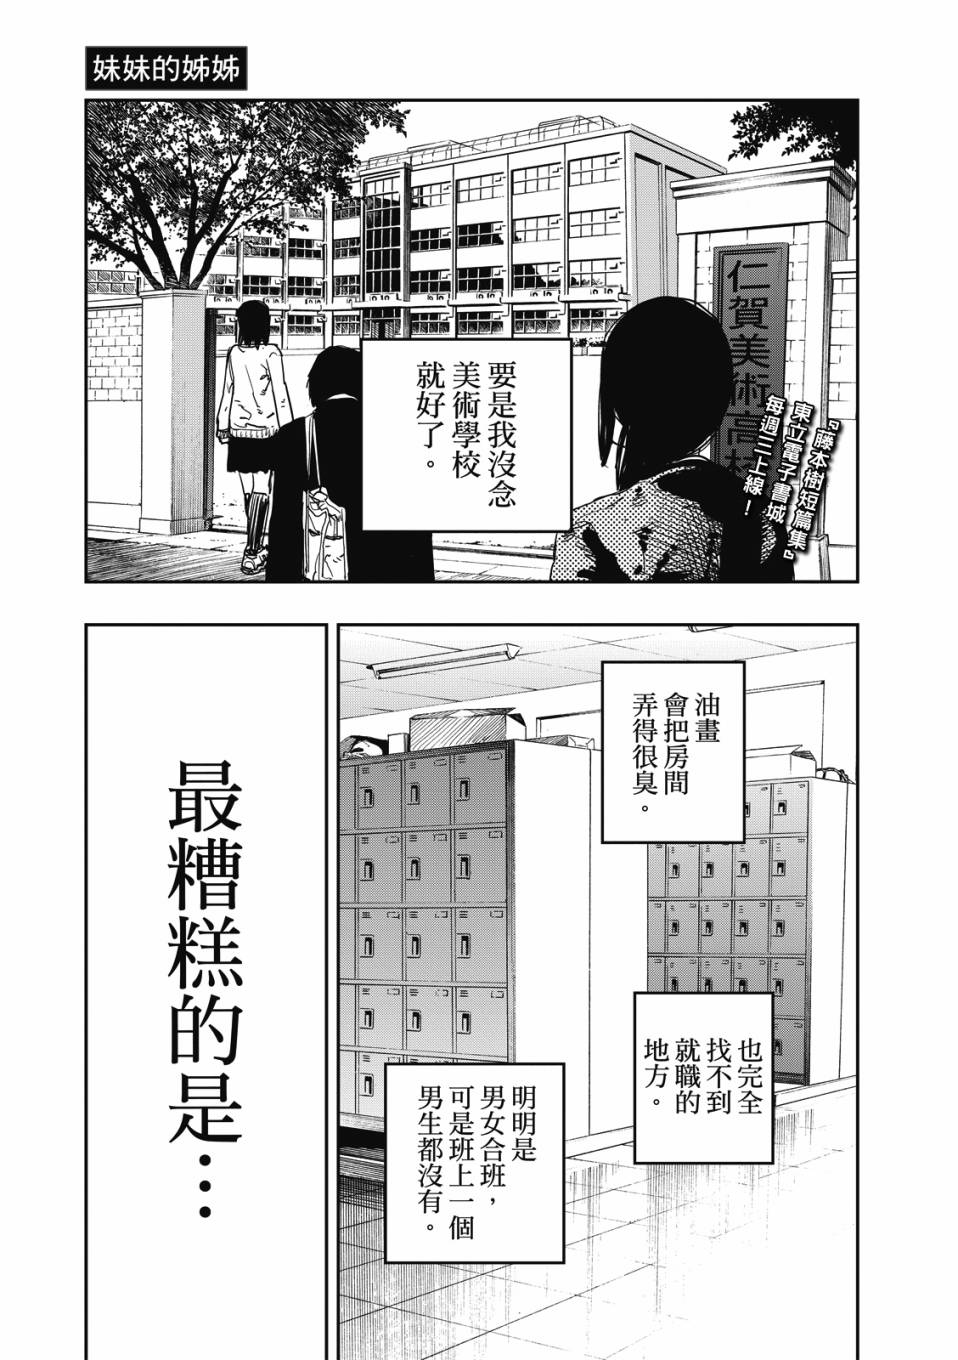 妹妹的姊姊
仁賀美術高校
『藤本樹短篇集』
東立電子書城
每週三上線！
要是我沒念
美術學校
就好了。
油畫
會把房間
弄得很臭。
也完全
找不到
就職的
地方。
明明是
男女合班，
可是班上一個
男生都沒有。
最糟糕的是…